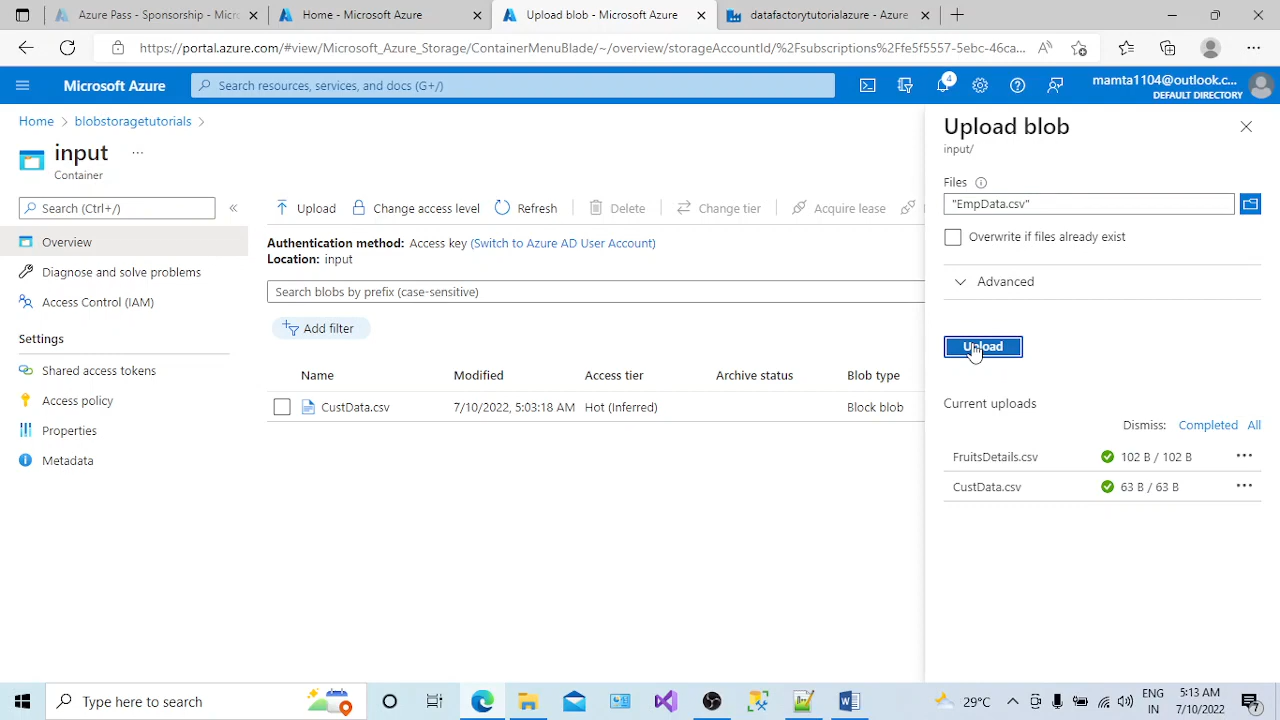 Azure Pass - Sponsorship - Micro
Home - Microsoft Azure
Upload blob - Microsoft Azure
datafactorytutorialazure - Azure
https://portal.azure.com/#view/Microsoft_Azure_Storage/ContainerMenuBlade/~/overview/storageAccountId/%2Fsubscriptions%2Ffe5f5557-5ebc-46ca...
Microsoft Azure
Search resources, services, and docs (G+/)
4
mamta1104@outlook.c...
DEFAULT DIRECTORY
Home > blobstoragetutorials >
input ...
Container
Search (Ctrl+/)
Overview
Diagnose and solve problems
Access Control (IAM)
Settings
Shared access tokens
Access policy
Properties
Metadata
Upload
Change access level
Refresh
Delete
Change tier
Acquire lease
Authentication method: Access key (Switch to Azure AD User Account)
Location: input
Search blobs by prefix (case-sensitive)
Add filter
Name Modified Access tier Archive status Blob type
CustData.csv 7/10/2022, 5:03:18 AM Hot (Inferred) Block blob
Upload blob
input/
Files
"EmpData.csv"
Overwrite if files already exist
Advanced
Upload
Current uploads
Dismiss: Completed All
FruitsDetails.csv 102 B / 102 B ...
CustData.csv 63 B / 63 B ...
Type here to search
29°C
ENG
IN
5:13 AM
7/10/2022
7